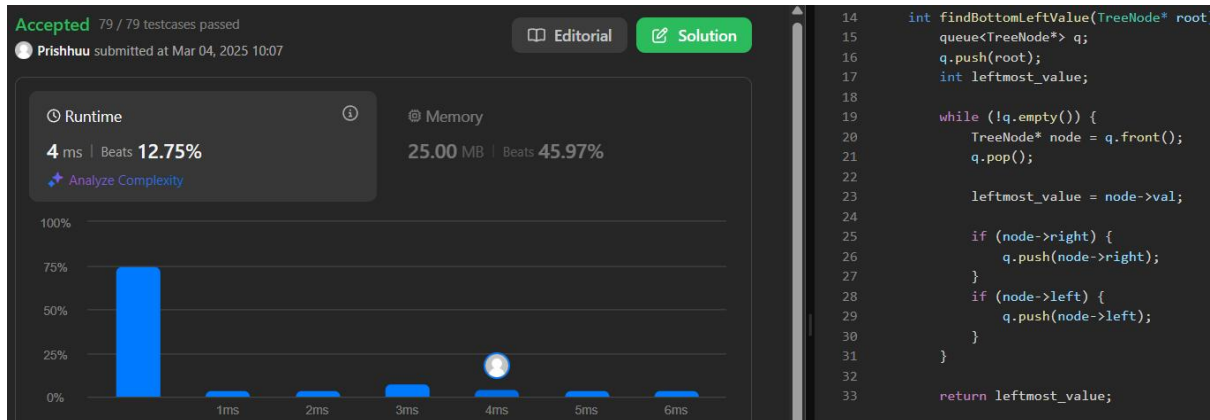 Accepted 79 / 79 testcases passed
Prishhuu submitted at Mar 04, 2025 10:07
Editorial
Solution
Runtime
4 ms | Beats 12.75%
Analyze Complexity
Memory
25.00 MB | Beats 45.97%
100%
75%
50%
25%
0%
1ms 2ms 3ms 4ms 5ms 6ms
14 int findBottomLeftValue(TreeNode* root
15 queue<TreeNode*> q;
16 q.push(root);
17 int leftmost_value;
18
19 while (!q.empty()) {
20 TreeNode* node = q.front();
21 q.pop();
22
23 leftmost_value = node->val;
24
25 if (node->right) {
26 q.push(node->right);
27 }
28 if (node->left) {
29 q.push(node->left);
30 }
31 }
32
33 return leftmost_value;